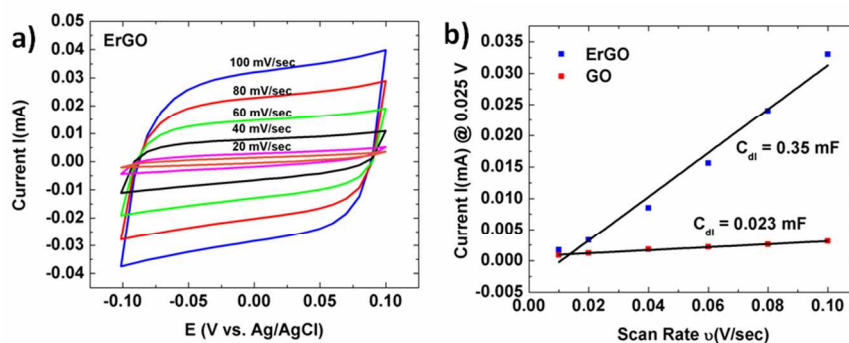 a)
ErGO
100 mV/sec
80 mV/sec
60 mV/sec
40 mV/sec
20 mV/sec
0.05
0.04
0.03
0.02
0.01
0.00
-0.01
-0.02
-0.03
-0.04
-0.10
-0.05
0.00
0.05
0.10
Current I(mA)
E (V vs. Ag/AgCl)
b)
ErGO
GO
Cdl = 0.35 mF
Cdl = 0.023 mF
0.035
0.030
0.025
0.020
0.015
0.010
0.005
0.000
-0.005
0.00
0.02
0.04
0.06
0.08
0.10
Current I(mA) @ 0.025 V
Scan Rate υ(V/sec)